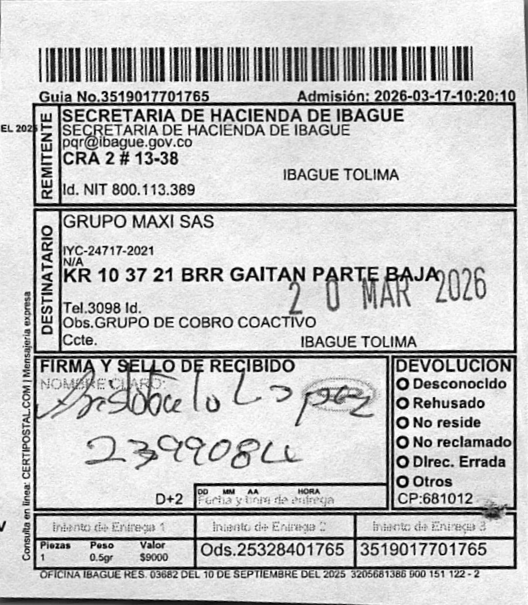 Guia No.3519017701765 Admisión: 2026-03-17-10:20:10
EL 2025
REMITENTE
SECRETARIA DE HACIENDA DE IBAGUE
SECRETARIA DE HACIENDA DE IBAGUE
pqr@ibague.gov.co
CRA 2 # 13-38
IBAGUE TOLIMA
Id. NIT 800.113.389
DESTINATARIO
GRUPO MAXI SAS
IYC-24717-2021
N/A
KR 10 37 21 BRR GAITAN PARTE BAJA
20 MAR 2026
Tel.3098 Id.
Obs.GRUPO DE COBRO COACTIVO
Ccte. IBAGUE TOLIMA
Consulta en línea: CERTIPOSTAL.COM | Mensajería expresa
FIRMA Y SELLO DE RECIBIDO
NOMBRE CLARO:
Lopez
D+2
DD MM AA HORA
Fecha y hora de entrega
DEVOLUCION
Desconocido
Rehusado
No reside
No reclamado
Direc. Errada
Otros
CP:681012
Intento de Entrega 1 Intento de Entrega 2 Intento de Entrega 3
Piezas Peso Valor
1 0.5gr $9000
Ods.25328401765 3519017701765
OFICINA IBAGUE RES. 03682 DEL 10 DE SEPTIEMBRE DEL 2025 3205681386 600 151 122 - 2